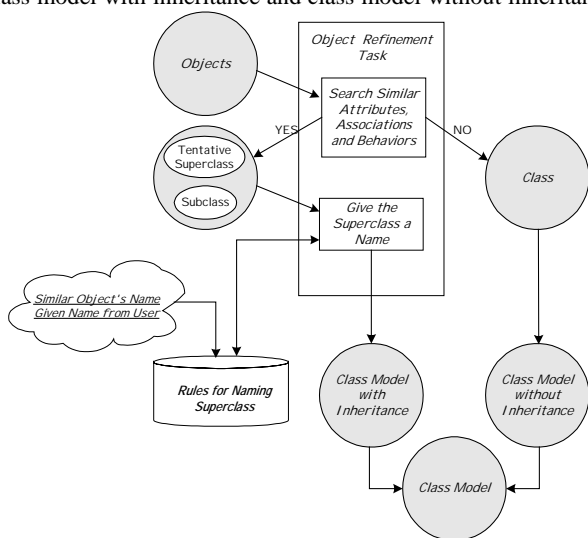 lass model with inheritance and class model without inherita
Object Refinement
Task
Objects
Search Similar
Attributes,
Associations
and Behaviors
YES
NO
Tentative
Superclass
Subclass
Class
Give the
Superclass a
Name
Similar Object's Name
Given Name from User
Rules for Naming
Superclass
Class Model
with
Inheritance
Class Model
without
Inheritance
Class Model